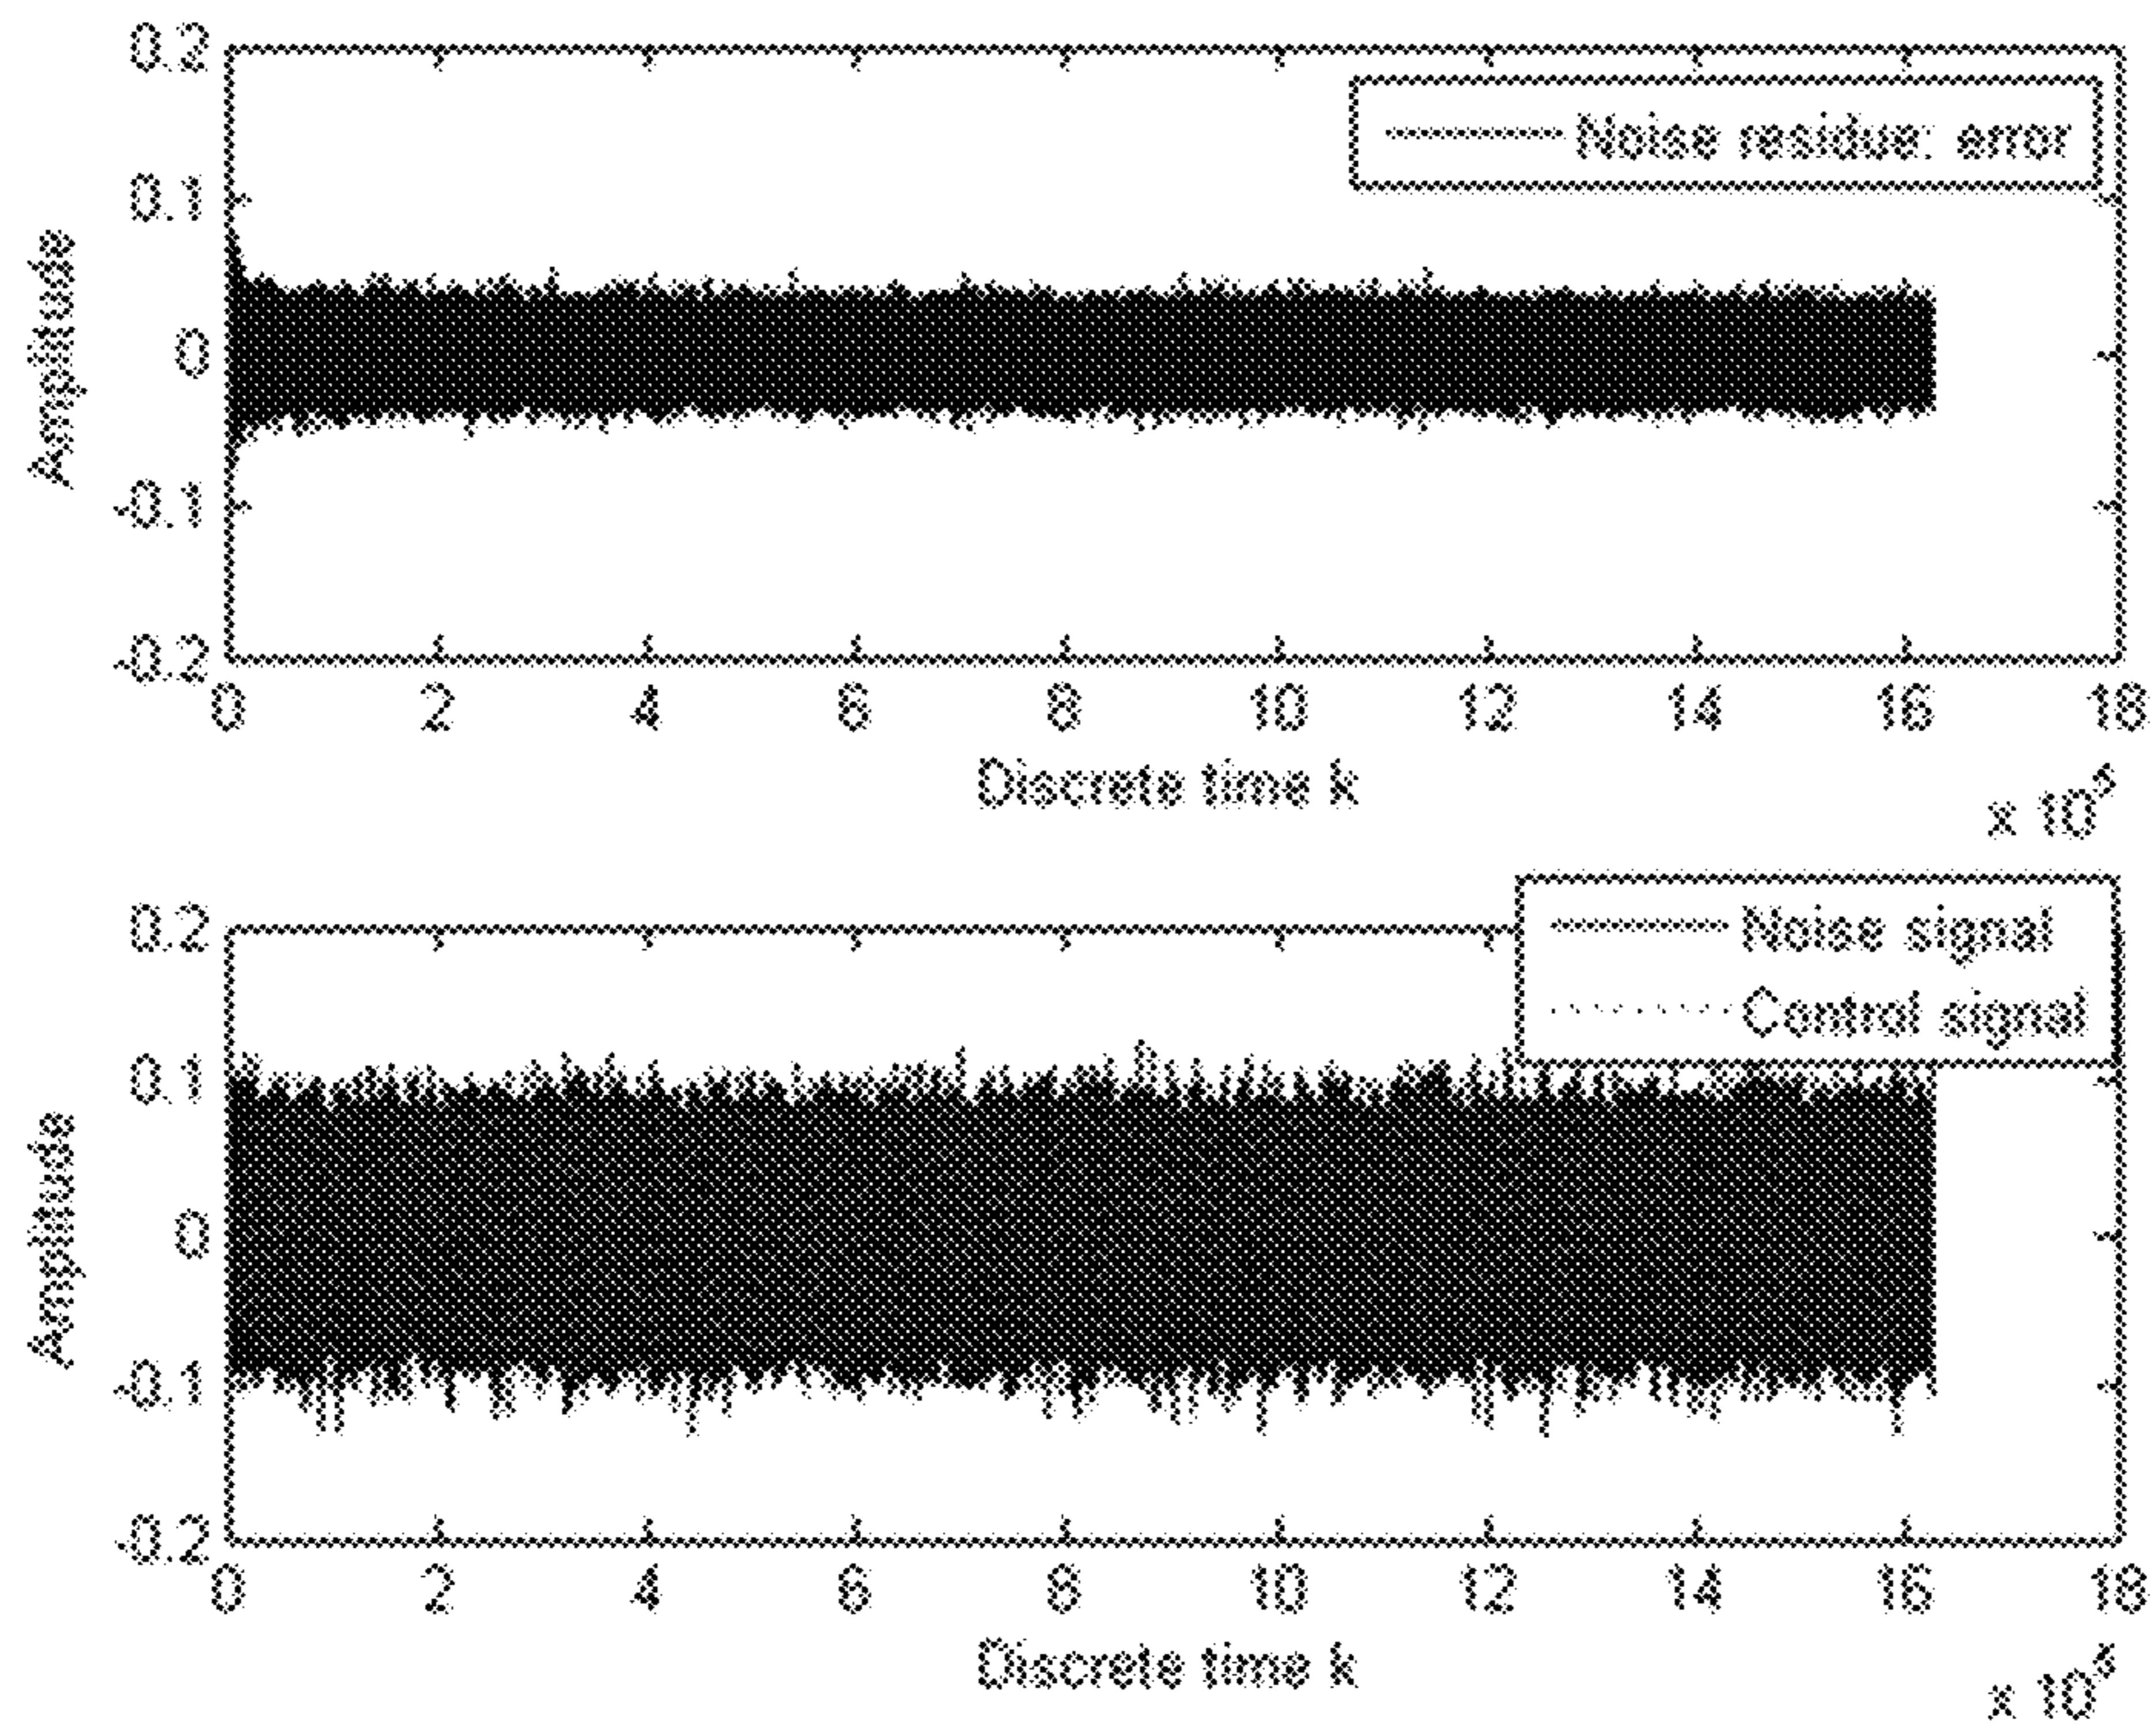 0.2
0.1
0
-0.1
-0.2
Amplitude
Noise residue: error
0 2 4 6 8 10 12 14 16 18
Discrete time k
x 10
0.2
0.1
0
-0.1
-0.2
Amplitude
Noise signal
Control signal
0 2 4 6 8 10 12 14 16 18
Discrete time k
x 10